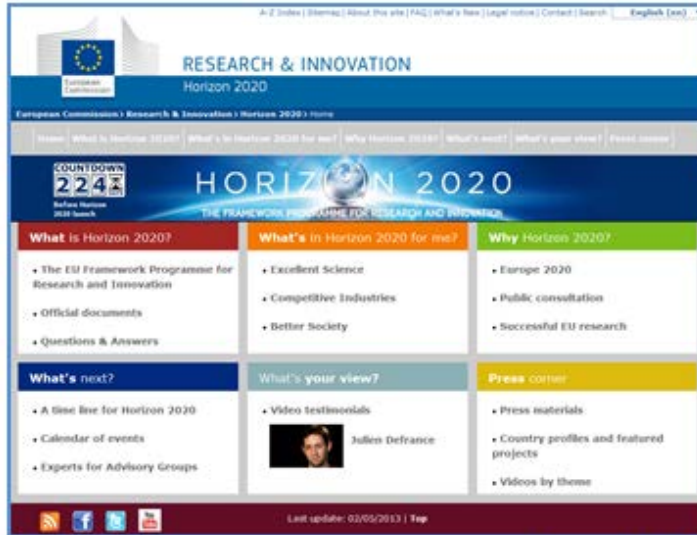 A-Z Index | Sitemap | About this site | FAQ | What's New | Legal notice | Contact | Search
English (en)
European
Commission
RESEARCH & INNOVATION
Horizon 2020
European Commission > Research & Innovation > Horizon 2020 > Home
Home What is Horizon 2020? What's in Horizon 2020 for me? Why Horizon 2020? What's next? What's your view? Press corner
COUNTDOWN
224
Before Horizon
2020 launch
HORIZON 2020
THE FRAMEWORK PROGRAMME FOR RESEARCH AND INNOVATION
What is Horizon 2020?
• The EU Framework Programme for
Research and Innovation
• Official documents
• Questions & Answers
What's in Horizon 2020 for me?
• Excellent Science
• Competitive Industries
• Better Society
Why Horizon 2020?
• Europe 2020
• Public consultation
• Successful EU research
What's next?
• A time line for Horizon 2020
• Calendar of events
• Experts for Advisory Groups
What's your view?
• Video testimonials
Julien Defrance
Press corner
• Press materials
• Country profiles and featured
projects
• Videos by theme
You
Tube
Last update: 02/05/2013 | Top